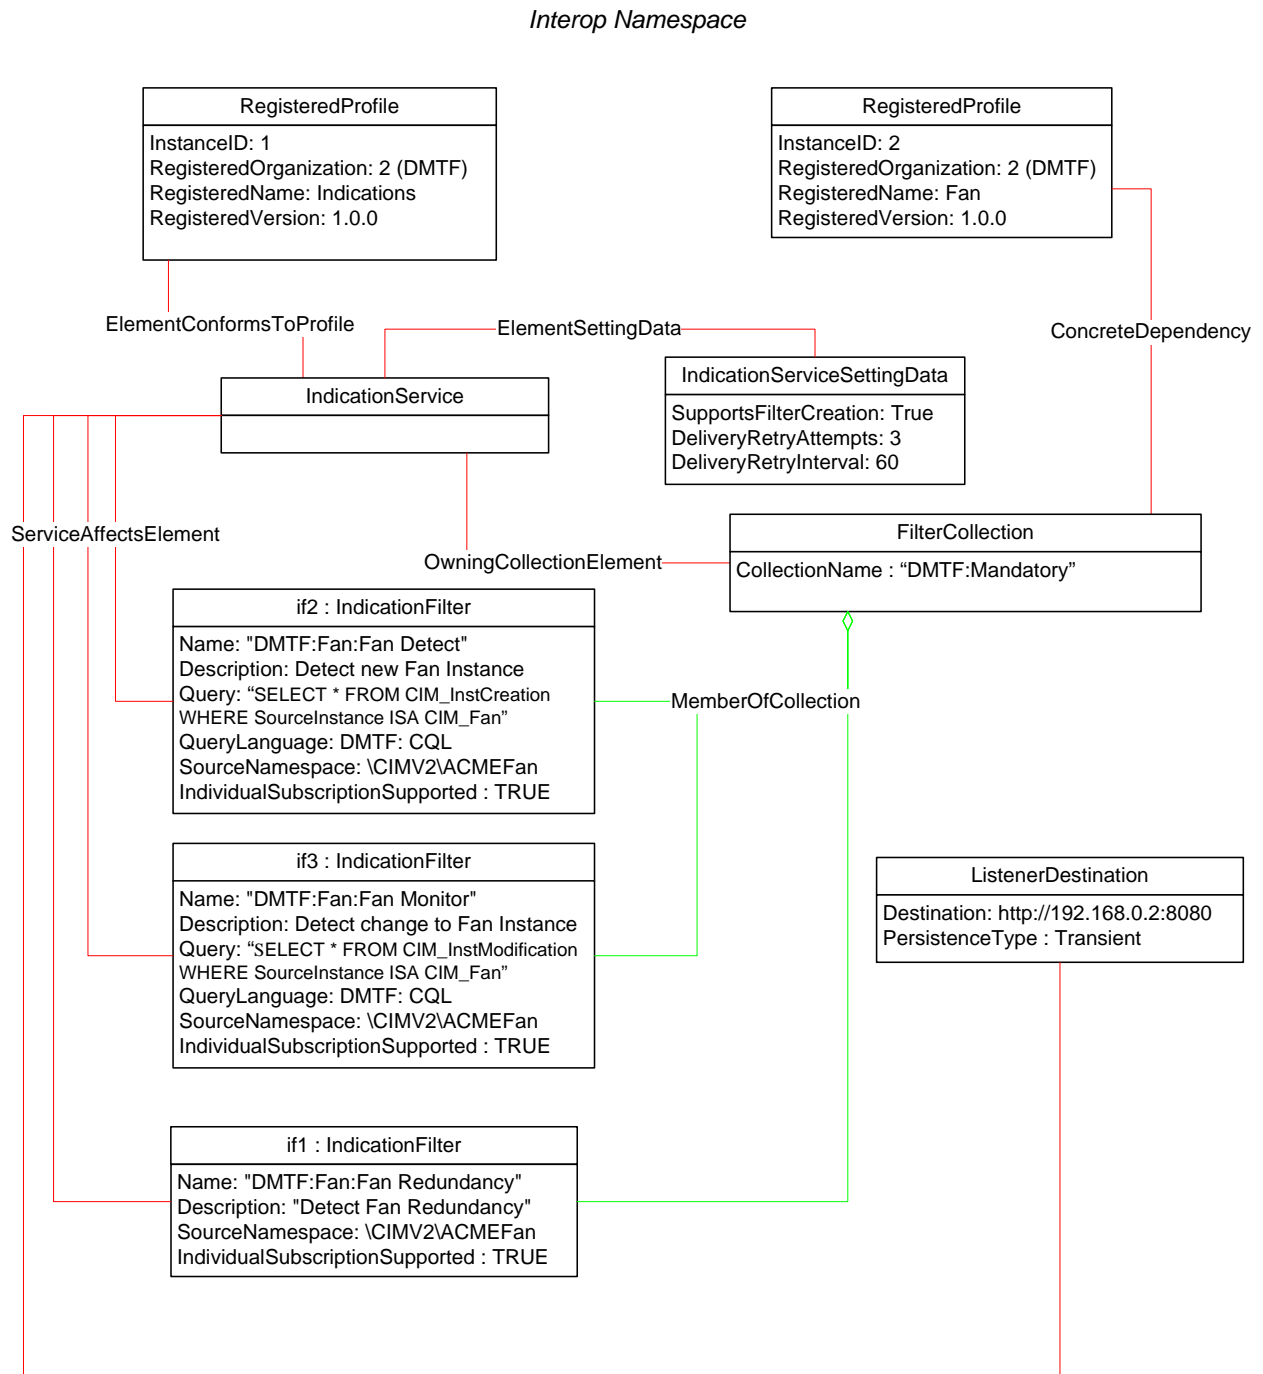 Interop Namespace
RegisteredProfile
InstanceID: 1
RegisteredOrganization: 2 (DMTF)
RegisteredName: Indications
RegisteredVersion: 1.0.0
RegisteredProfile
InstanceID: 2
RegisteredOrganization: 2 (DMTF)
RegisteredName: Fan
RegisteredVersion: 1.0.0
ElementConformsToProfile
ElementSettingData
ConcreteDependency
IndicationService
IndicationServiceSettingData
SupportsFilterCreation: True
DeliveryRetryAttempts: 3
DeliveryRetryInterval: 60
ServiceAffectsElement
OwningCollectionElement
FilterCollection
CollectionName : “DMTF:Mandatory”
if2 : IndicationFilter
Name: "DMTF:Fan:Fan Detect"
Description: Detect new Fan Instance
Query: “SELECT * FROM CIM_InstCreation
WHERE SourceInstance ISA CIM_Fan”
QueryLanguage: DMTF: CQL
SourceNamespace: \CIMV2\ACMEFan
IndividualSubscriptionSupported : TRUE
MemberOfCollection
if3 : IndicationFilter
Name: "DMTF:Fan:Fan Monitor"
Description: Detect change to Fan Instance
Query: “SELECT * FROM CIM_InstModification
WHERE SourceInstance ISA CIM_Fan”
QueryLanguage: DMTF: CQL
SourceNamespace: \CIMV2\ACMEFan
IndividualSubscriptionSupported : TRUE
ListenerDestination
Destination: http://192.168.0.2:8080
PersistenceType : Transient
if1 : IndicationFilter
Name: "DMTF:Fan:Fan Redundancy"
Description: "Detect Fan Redundancy"
SourceNamespace: \CIMV2\ACMEFan
IndividualSubscriptionSupported : TRUE